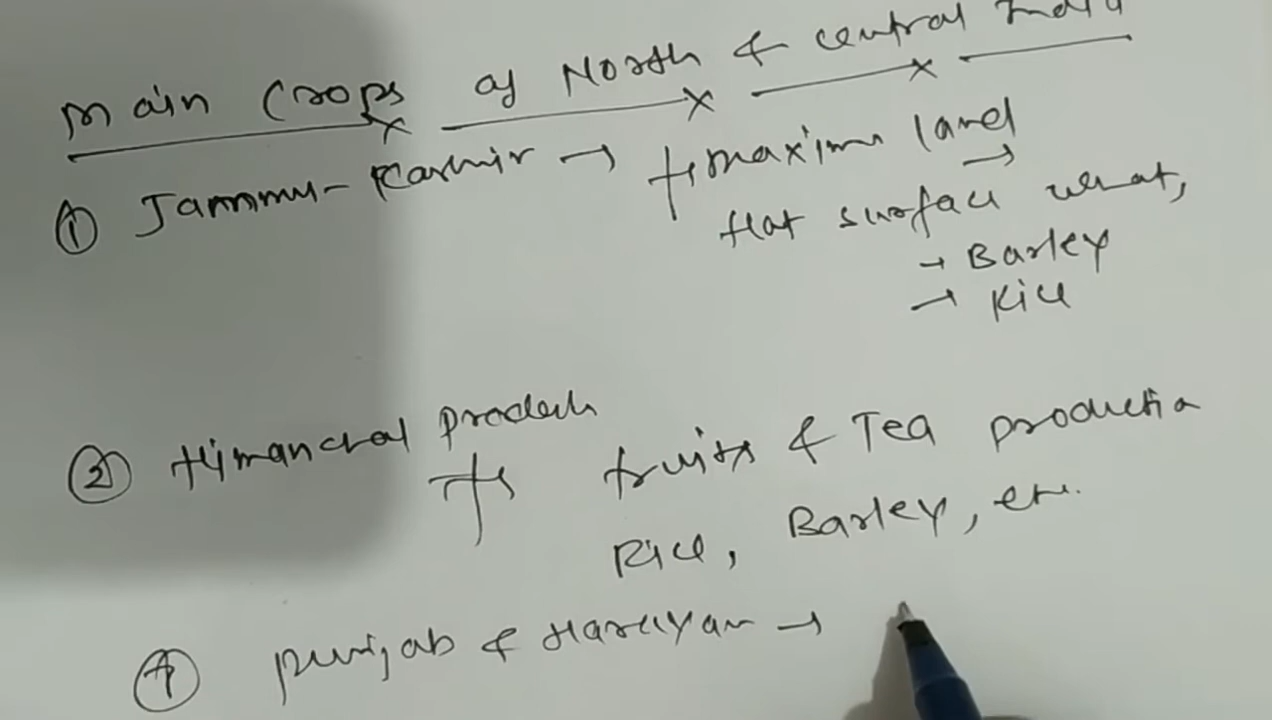 main Crops of North & central India
① Jammu-Kashmir → maximum land →
flat surface wheat,
→ Barley
→ Rice
② Himanchal pradesh fruits & Tea production
Rice, Barley, etc.
④ punjab & Harayan →